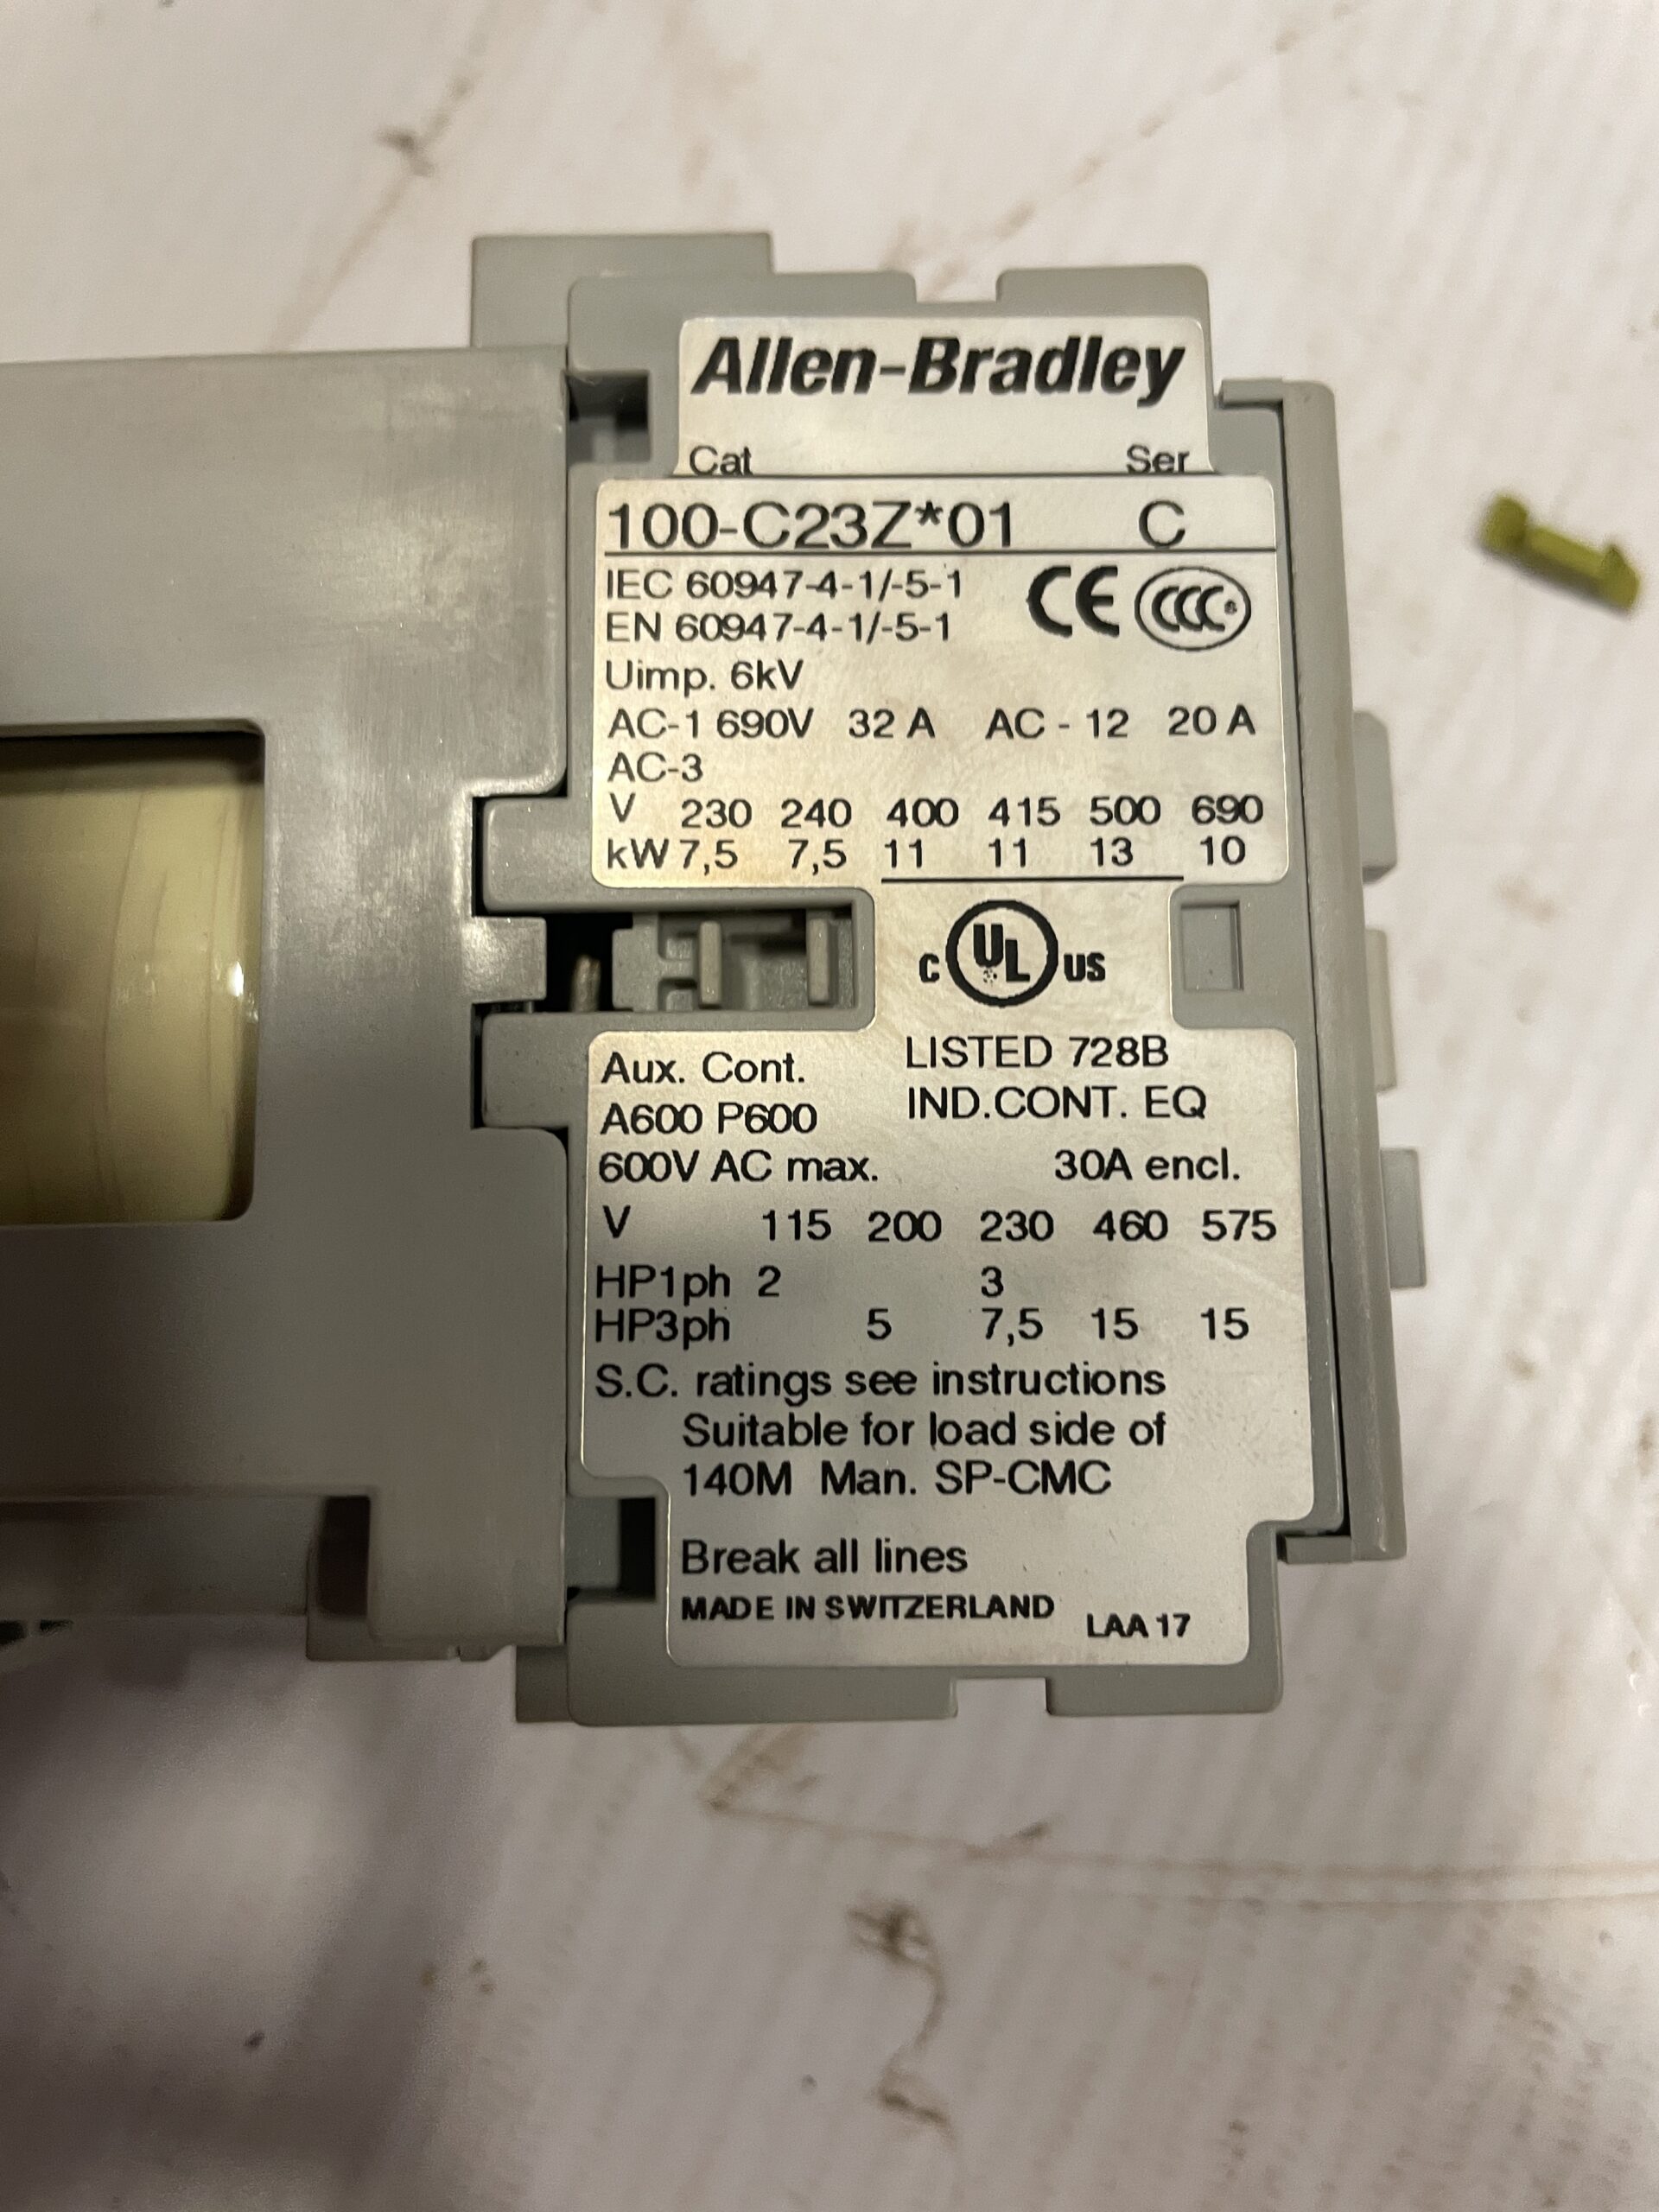 Allen-Bradley
Cat Ser
100-C23Z*01 C
IEC 60947-4-1/-5-1
EN 60947-4-1/-5-1
CE CCC
Uimp. 6kV
AC-1 690V 32 A AC - 12 20 A
AC-3
V 230 240 400 415 500 690
kW 7,5 7,5 11 11 13 10
C UL US
LISTED 728B
IND.CONT. EQ
Aux. Cont.
A600 P600
600V AC max. 30A encl.
V 115 200 230 460 575
HP1ph 2 3
HP3ph 5 7,5 15 15
S.C. ratings see instructions
Suitable for load side of
140M Man. SP-CMC
Break all lines
MADE IN SWITZERLAND LAA 17